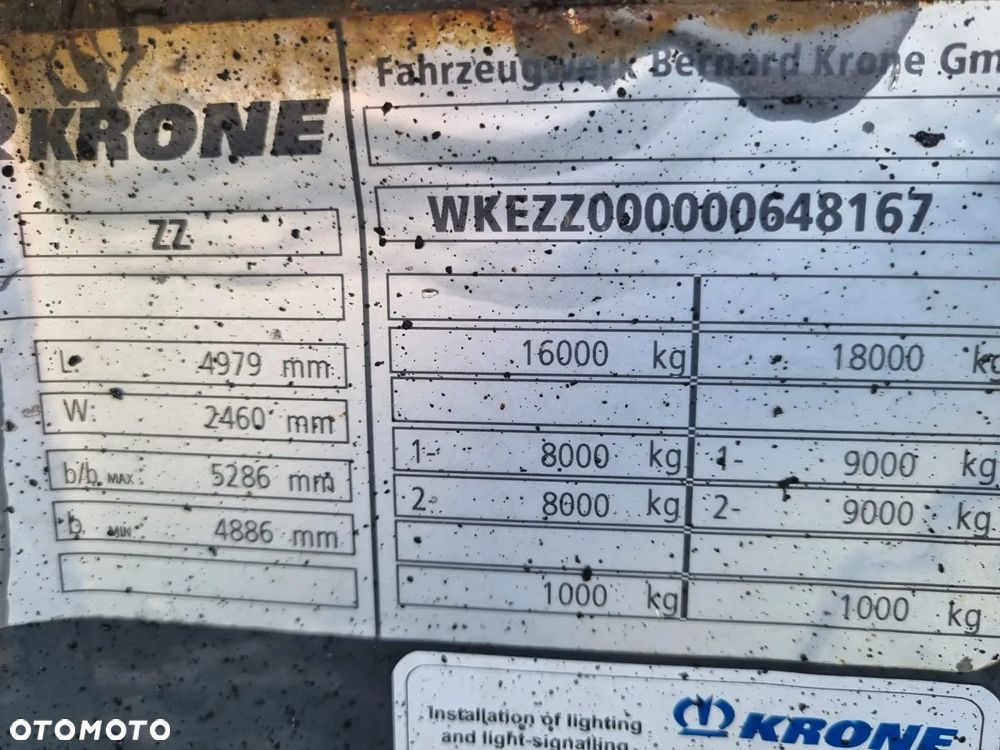 KRONE
Fahrzeugwerk Bernard Krone Gm
WKEZZ000000648167
ZZ
L 4979 mm
W: 2460 mm
b/b MAX: 5286 mm
b MIN: 4886 mm
16000 kg 18000 kg
1- 8000 kg 1- 9000 kg
2 8000 kg 2- 9000 kg
1000 kg 1000 kg
Installation of lighting
and light-signalling
KRONE
OTOMOTO